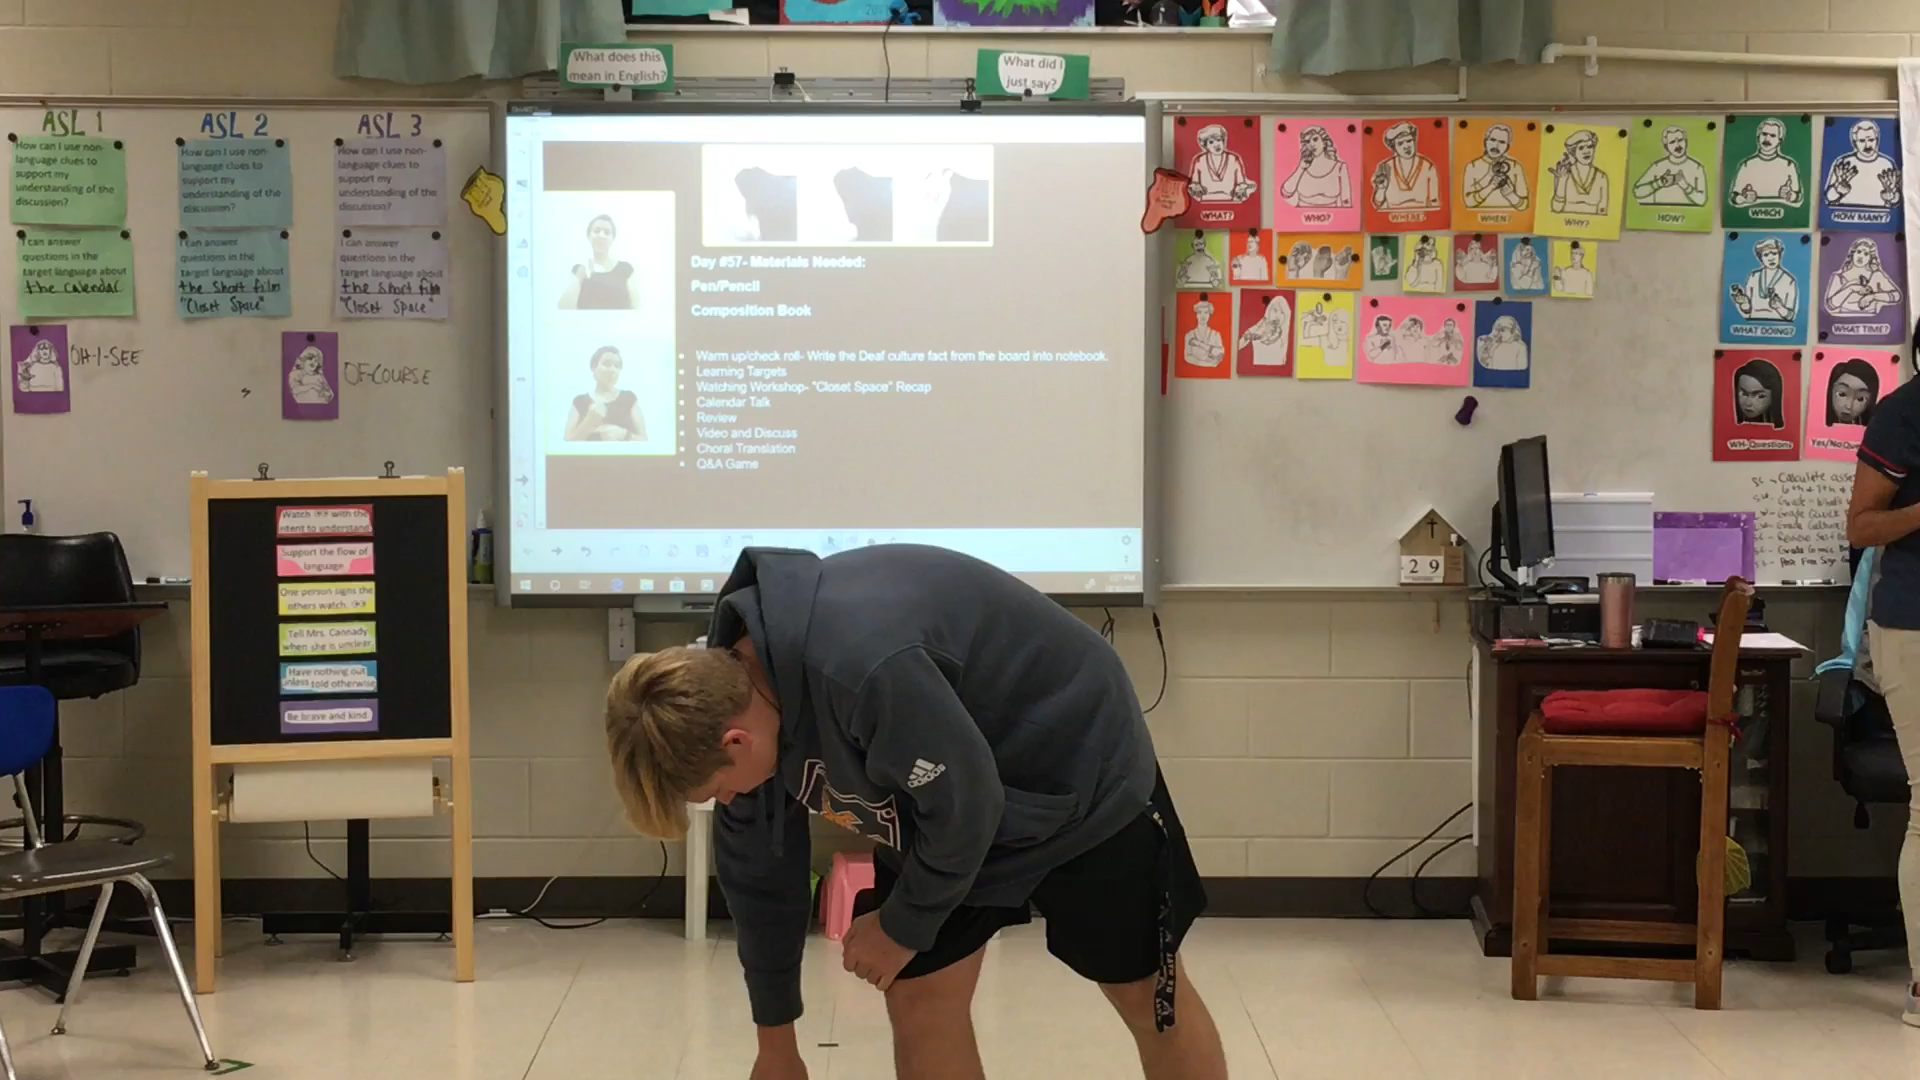 What does this
mean in English?
What did I
just say?
ASL 1
ASL 2
ASL 3
How can I use non-
language clues to
support my
understanding of the
discussion?
How can I use non-
language clues to
support my
understanding of the
discussion?
How can I use non-
language clues to
support my
understanding of the
discussion?
I can answer
questions in the
target language about
the calendar
I can answer
questions in the
target language about
the short film
"Closet Space"
I can answer
questions in the
target language about
the short film
"Closet Space"
OH-I-SEE
OF-COURSE
Day #57- Materials Needed:
Pen/Pencil
Composition Book
Warm up/check roll- Write the Deaf culture fact from the board into notebook.
Learning Targets
Watching Workshop- "Closet Space" Recap
Calendar Talk
Review
Video and Discuss
Choral Translation
Q&A Game
WHAT?
WHO?
WHERE?
WHEN?
WHY?
HOW?
WHICH
HOW MANY?
WHAT DOING?
WHAT TIME?
WH-Questions
Yes/No
Watch with the
intent to understand
Support the flow of
language
One person signs the
others watch.
Tell Mrs. Cannady
when she is unclear
Have nothing out
unless told otherwise
Be brave and kind
29
adidas